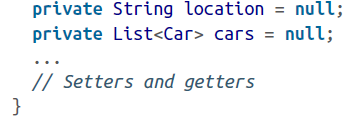 private String location = null;
private List<Car> cars = null;
...
// Setters and getters
}